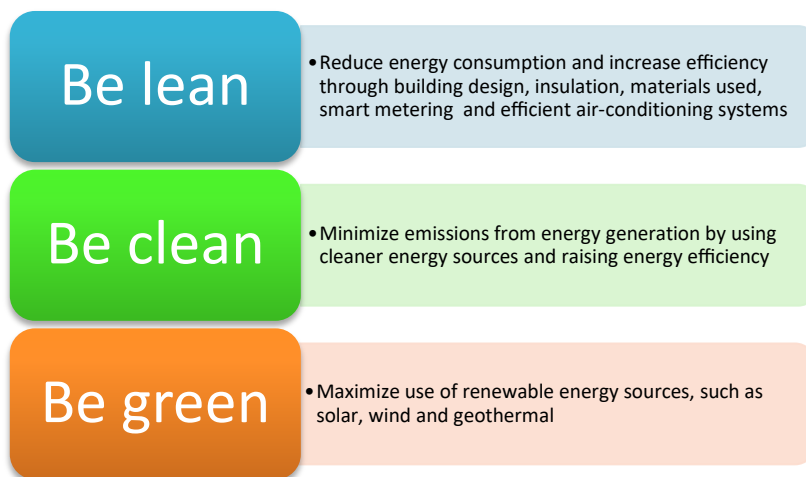 Be lean
•Reduce energy consumption and increase efficiency
through building design, insulation, materials used,
smart metering  and efficient air-conditioning systems
Be clean
•Minimize emissions from energy generation by using
cleaner energy sources and raising energy efficiency
Be green
•Maximize use of renewable energy sources, such as
solar, wind and geothermal